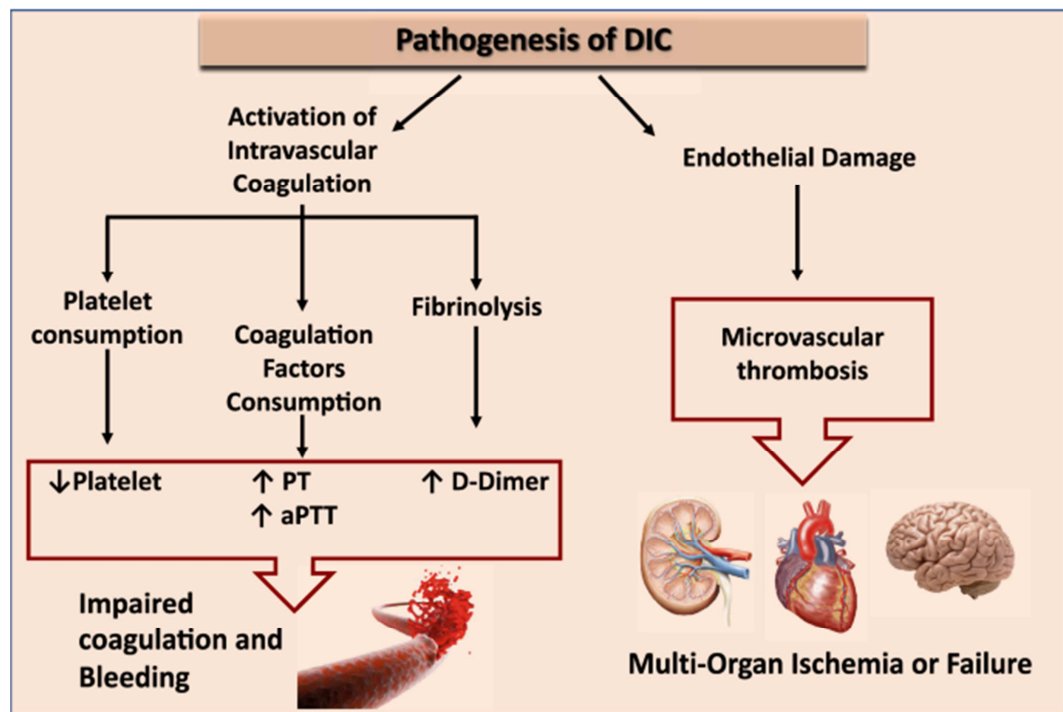 Pathogenesis of DIC
Activation of
Intravascular
Coagulation
Endothelial Damage
Platelet
consumption
Coagulation
Factors
Consumption
Fibrinolysis
Microvascular
thrombosis
↓Platelet
↑ PT
↑ aPTT
↑ D-Dimer
Impaired
coagulation and
Bleeding
Multi-Organ Ischemia or Failure